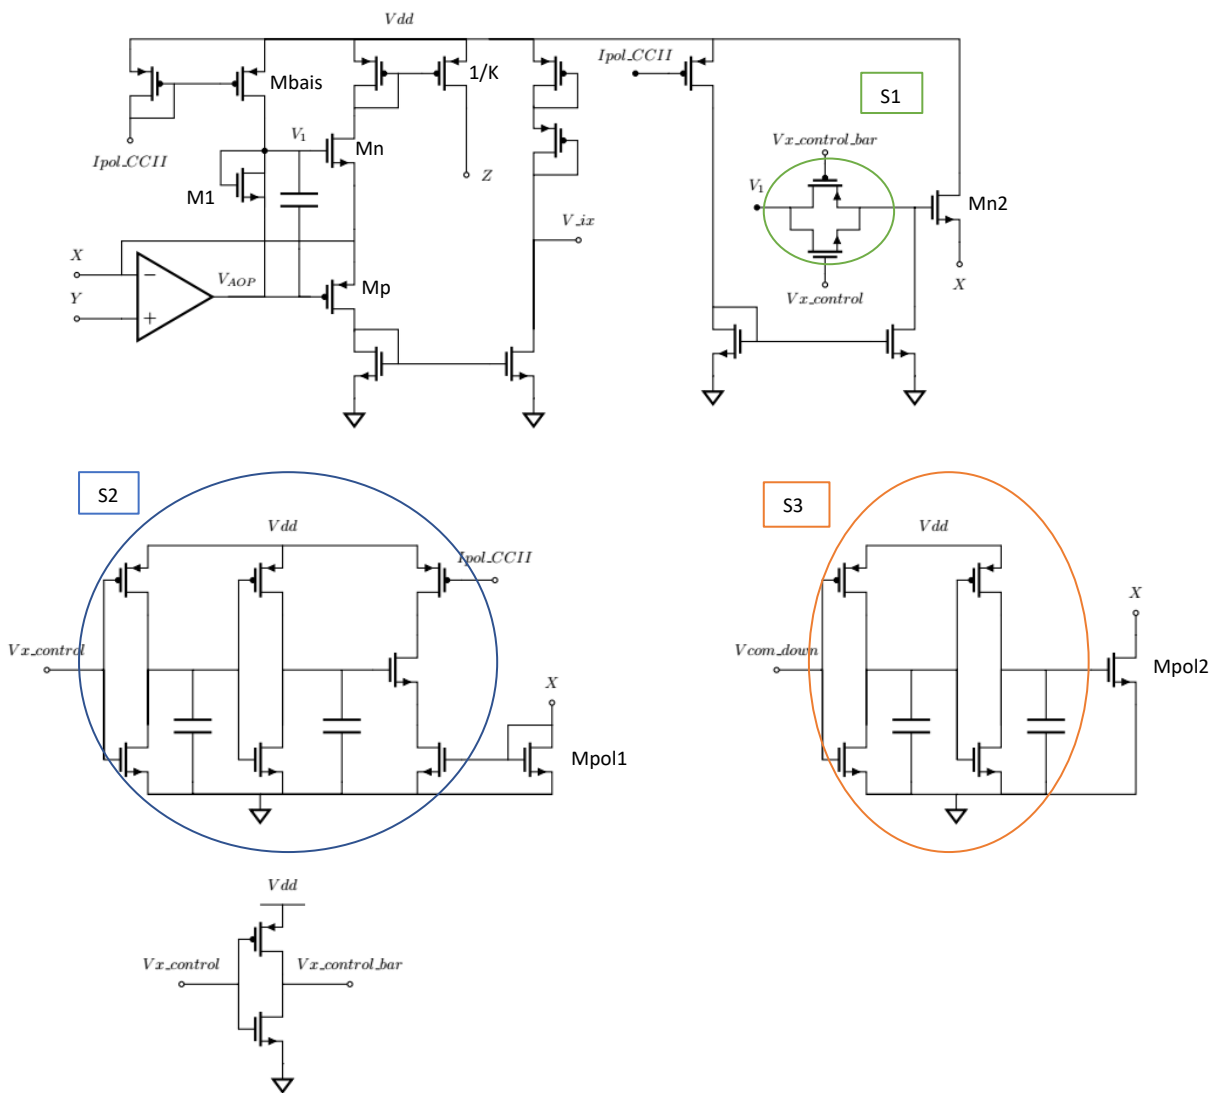 Vdd
Ipol_CCII
Mbais
1/K
S1
V1
Mn
Vx_control_bar
Ipol_CCII
Z
M1
V1
Mn2
V_ix
X
−
VAOP
Mp
X
Y
+
Vx_control
S2
S3
Vdd
Vdd
Ipol_CCII
X
Vx_control
Vcom_down
Mpol2
X
Mpol1
Vdd
Vx_control
Vx_control_bar